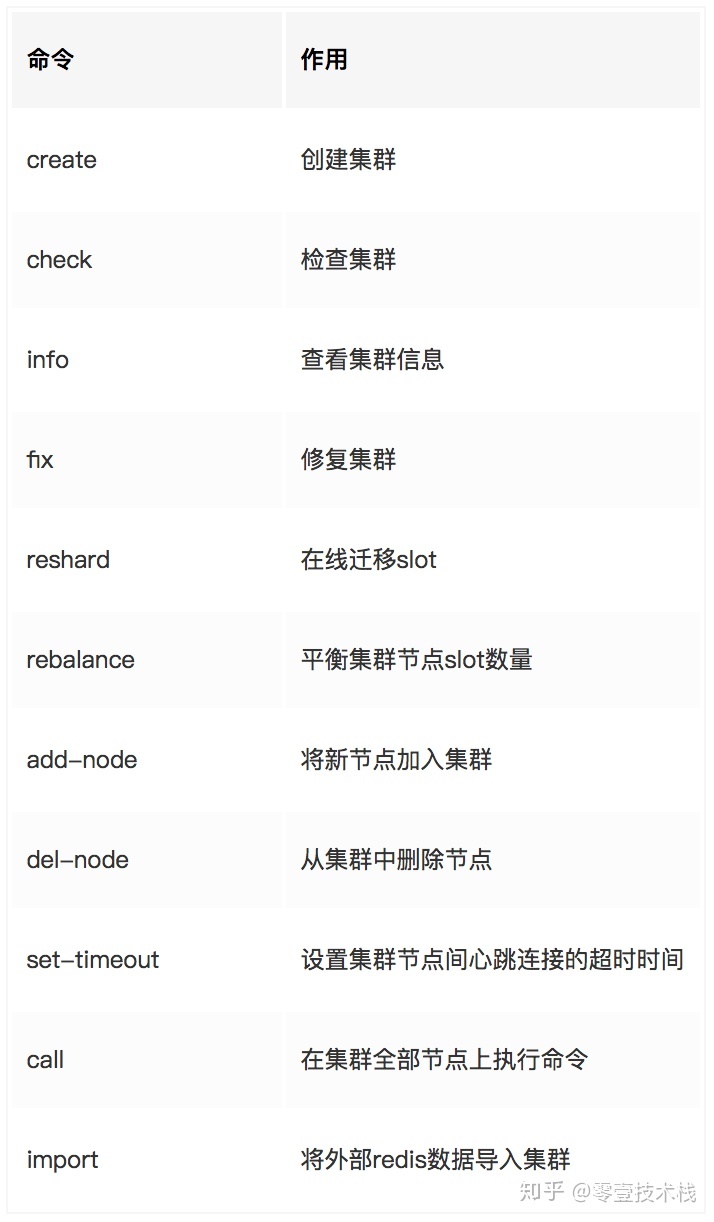 命令 作用
create 创建集群
check 检查集群
info 查看集群信息
fix 修复集群
reshard 在线迁移slot
rebalance 平衡集群节点slot数量
add-node 将新节点加入集群
del-node 从集群中删除节点
set-timeout 设置集群节点间心跳连接的超时时间
call 在集群全部节点上执行命令
import 将外部redis数据导入集群
知乎 @零壹技术栈